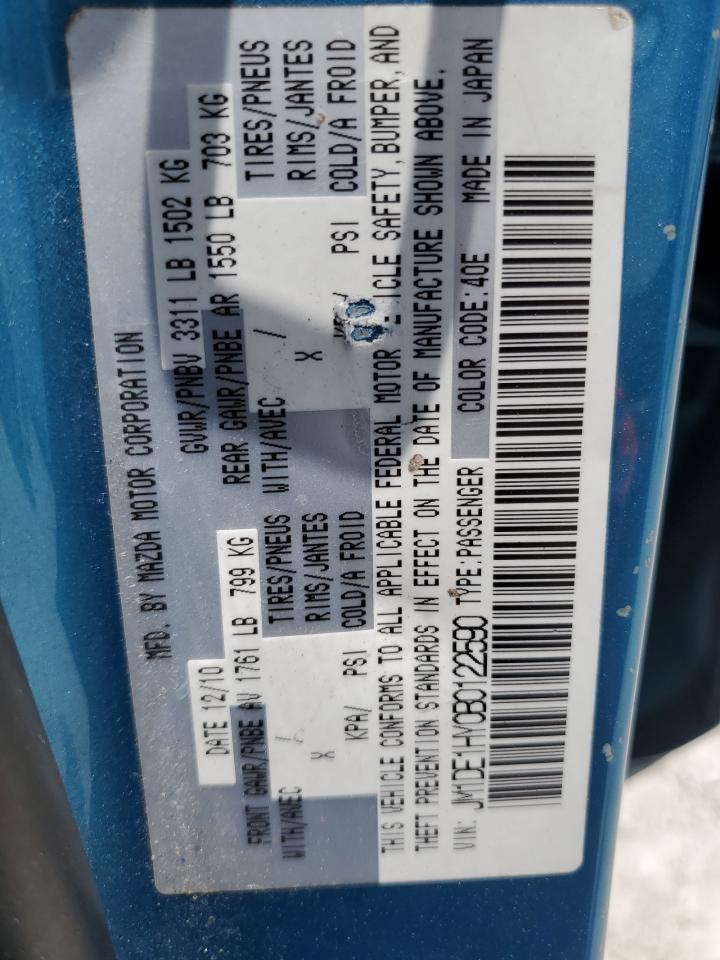 MFD. BY MAZDA MOTOR CORPORATION
DATE 12/10 GVWR/PNBV 3311 LB 1502 KG
FRONT GAWR/PNBE AV 1761 LB 799 KG REAR GAWR/PNBE AR 1550 LB 703 KG
WITH/AVEC / TIRES/PNEUS WITH/AVEC / TIRES/PNEUS
X RIMS/JANTES X RIMS/JANTES
KPA/ PSI COLD/A FROID PSI COLD/A FROID
THIS VEHICLE CONFORMS TO ALL APPLICABLE FEDERAL MOTOR SAFETY, BUMPER, AND
THEFT PREVENTION STANDARDS IN EFFECT ON THE DATE OF MANUFACTURE SHOWN ABOVE.
VIN: JM1DE1HY0B0122590 TYPE:PASSENGER COLOR CODE:40E MADE IN JAPAN